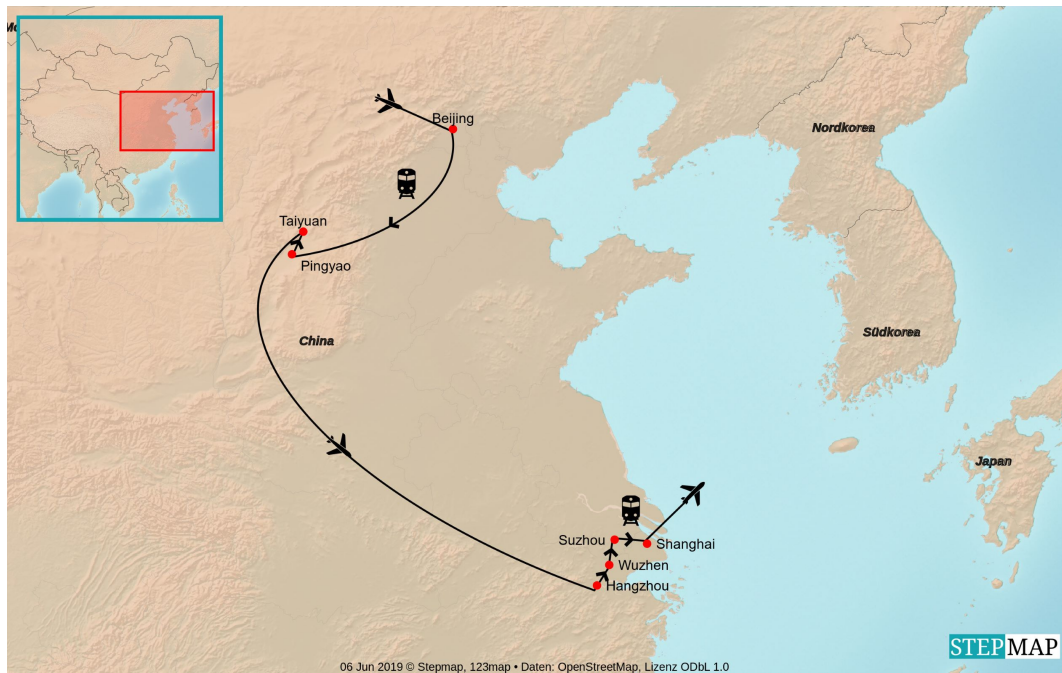 Beijing
Nordkorea
Taiyuan
Pingyao
China
Südkorea
Japan
Suzhou
Shanghai
Wuzhen
Hangzhou
STEPMAP
06 Jun 2019 © Stepmap, 123map • Daten: OpenStreetMap, Lizenz ODbL 1.0